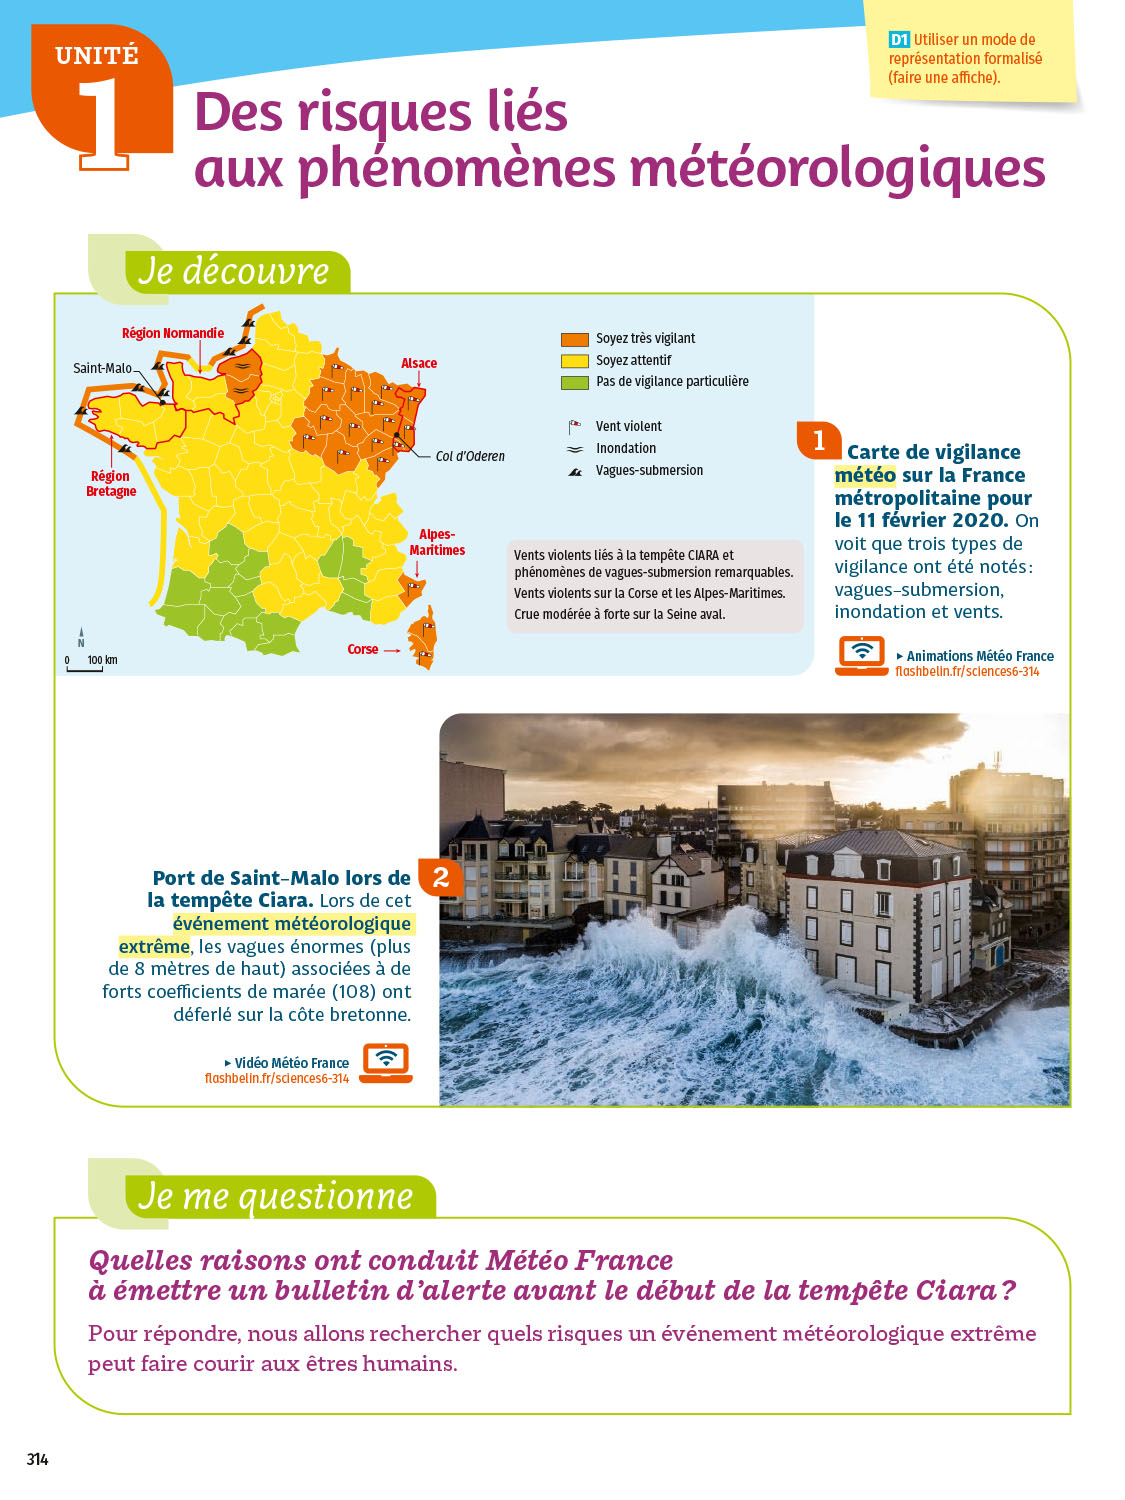 UNITÉ
1
D1 Utiliser un mode de
représentation formalisé
(faire une affiche).
Des risques liés
aux phénomènes météorologiques
Je découvre
Région Normandie
Saint-Malo
Alsace
Col d'Oderen
Région
Bretagne
Alpes-
Maritimes
Corse
N
0 100 km
Soyez très vigilant
Soyez attentif
Pas de vigilance particulière
Vent violent
Inondation
Vagues-submersion
Vents violents liés à la tempête CIARA et
phénomènes de vagues-submersion remarquables.
Vents violents sur la Corse et les Alpes-Maritimes.
Crue modérée à forte sur la Seine aval.
1 Carte de vigilance
météo sur la France
métropolitaine pour
le 11 février 2020. On
voit que trois types de
vigilance ont été notés :
vagues-submersion,
inondation et vents.
▸ Animations Météo France
flashbelin.fr/sciences6-314
2
Port de Saint-Malo lors de
la tempête Ciara. Lors de cet
événement météorologique
extrême, les vagues énormes (plus
de 8 mètres de haut) associées à de
forts coefficients de marée (108) ont
déferlé sur la côte bretonne.
▸ Vidéo Météo France
flashbelin.fr/sciences6-314
Je me questionne
Quelles raisons ont conduit Météo France
à émettre un bulletin d'alerte avant le début de la tempête Ciara ?
Pour répondre, nous allons rechercher quels risques un événement météorologique extrême
peut faire courir aux êtres humains.
314